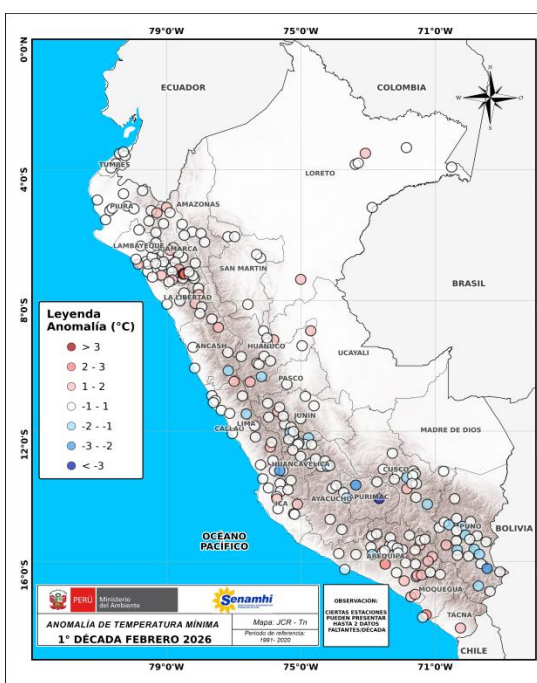 79°0'W
75°0'W
71°0'W
0°0'N
ECUADOR
COLOMBIA
N
W
O
S
TUMBES
4°0'S
LORETO
PIURA
AMAZONAS
LAMBAYEQUE
CAJAMARCA
SAN MARTIN
BRASIL
LA LIBERTAD
8°0'S
Leyenda
Anomalía (°C)
> 3
2 - 3
1 - 2
-1 - 1
-2 - -1
-3 - -2
< -3
ANCASH
HUANUCO
UCAYALI
PASCO
JUNIN
LIMA
CALLAO
12°0'S
MADRE DE DIOS
HUANCAVELICA
CUSCO
AYACUCHO
APURIMAC
ICA
PUNO
BOLIVIA
OCÉANO
PACÍFICO
AREQUIPA
16°0'S
MOQUEGUA
TACNA
CHILE
PERÚ
Ministerio
del Ambiente
Senamhi
ANOMALÍA DE TEMPERATURA MÍNIMA
1° DÉCADA FEBRERO 2026
Mapa: JCR - Tn
Periodo de referencia:
1991- 2020
OBSERVACIÓN:
CIERTAS ESTACIONES
PUEDEN PRESENTAR
HASTA 2 DATOS
FALTANTES/DÉCADA
79°0'W
75°0'W
71°0'W